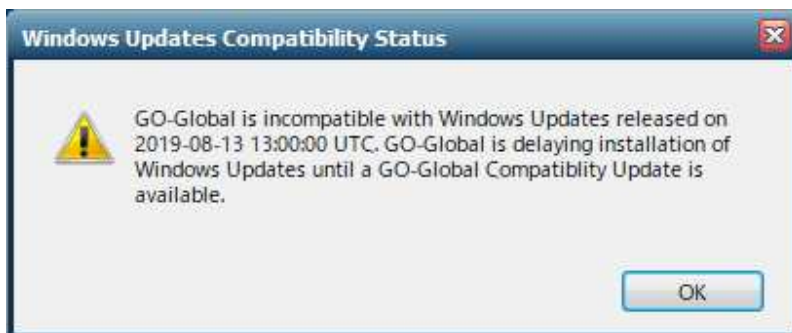 Windows Updates Compatibility Status
GO-Global is incompatible with Windows Updates released on
2019-08-13 13:00:00 UTC. GO-Global is delaying installation of
Windows Updates until a GO-Global Compatiblity Update is
available.
OK